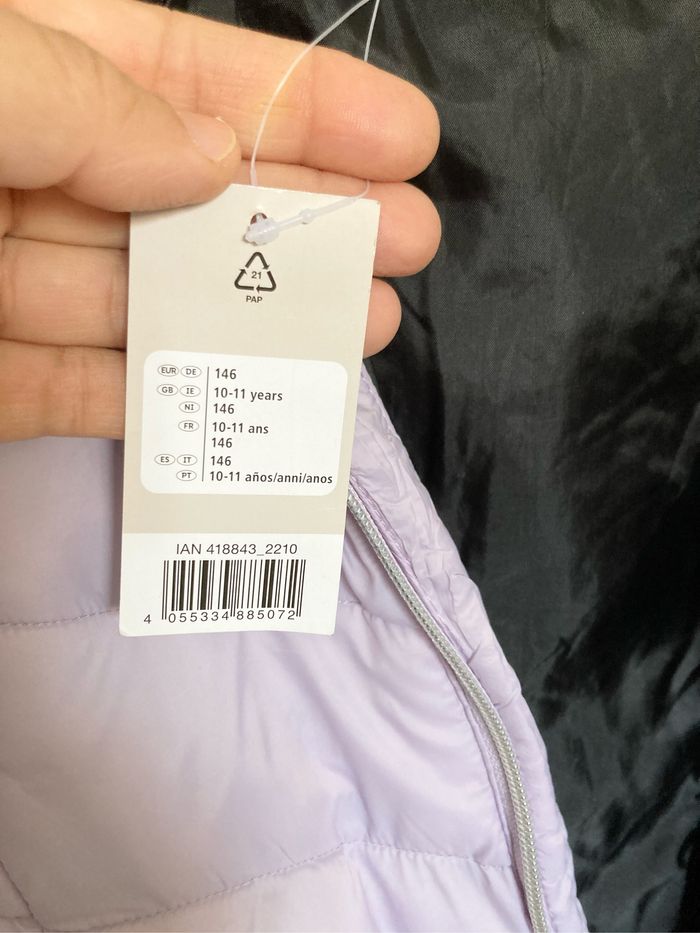 21
PAP
EUR DE 146
GB IE 10-11 years
NI 146
FR 10-11 ans
146
ES IT 146
PT 10-11 años/anni/anos
IAN 418843_2210
4 055334 885072